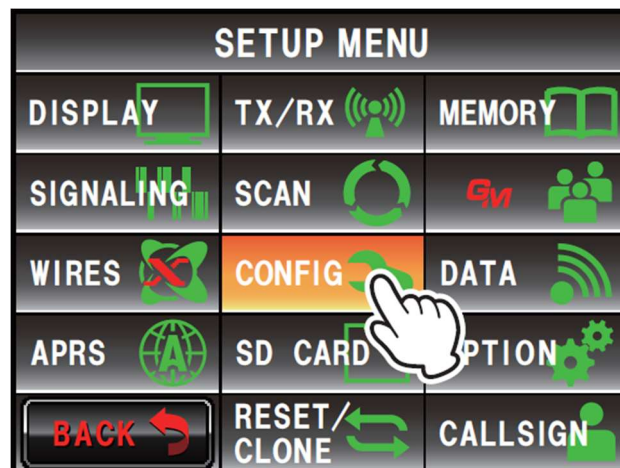 SETUP MENU
DISPLAY
TX/RX
MEMORY
SIGNALING
SCAN
GM
WIRES X
CONFIG
DATA
APRS A
SD CARD
PTION
BACK
RESET/
CLONE
CALLSIGN